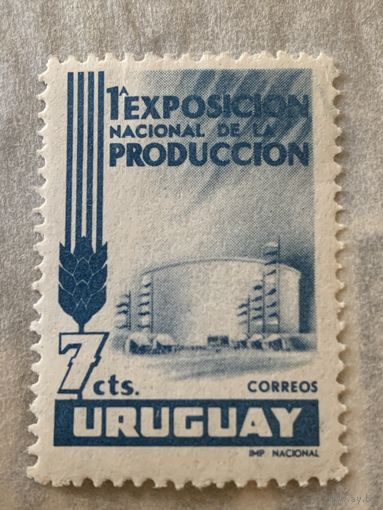 1ᴬ EXPOSICION
NACIONAL DE LA
PRODUCCION
7 cts.
CORREOS
URUGUAY
IMP. NACIONAL